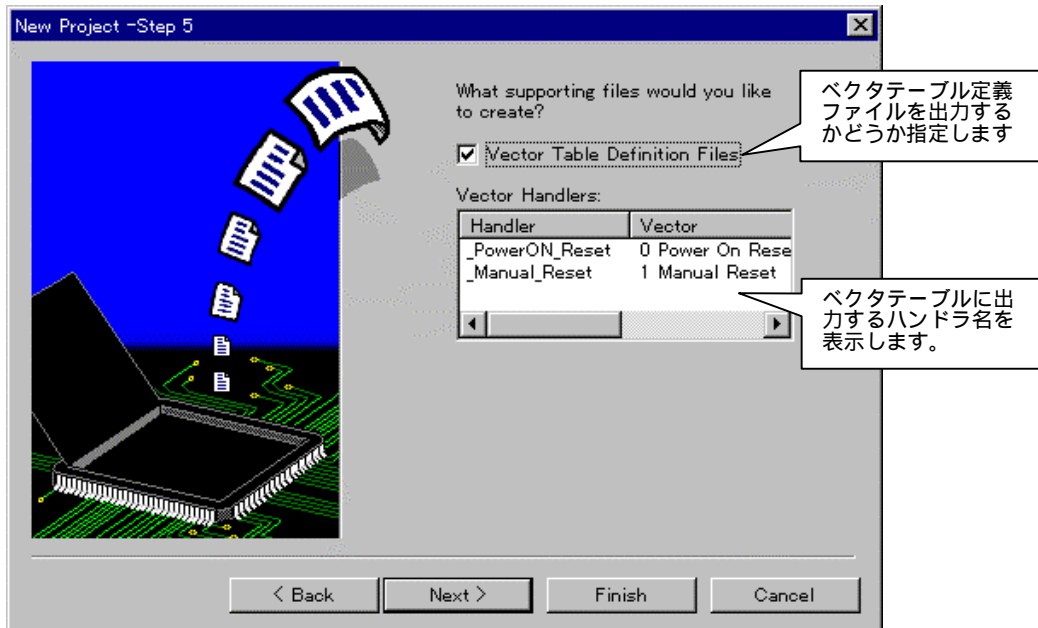 New Project -Step 5
What supporting files would you like
to create?
Vector Table Definition Files
Vector Handlers:
Handler Vector
_PowerON_Reset 0 Power On Rese
_Manual_Reset 1 Manual Reset
ベクタテーブル定義
ファイルを出力する
かどうか指定します
ベクタテーブルに出
力するハンドラ名を
表示します。
< Back Next > Finish Cancel